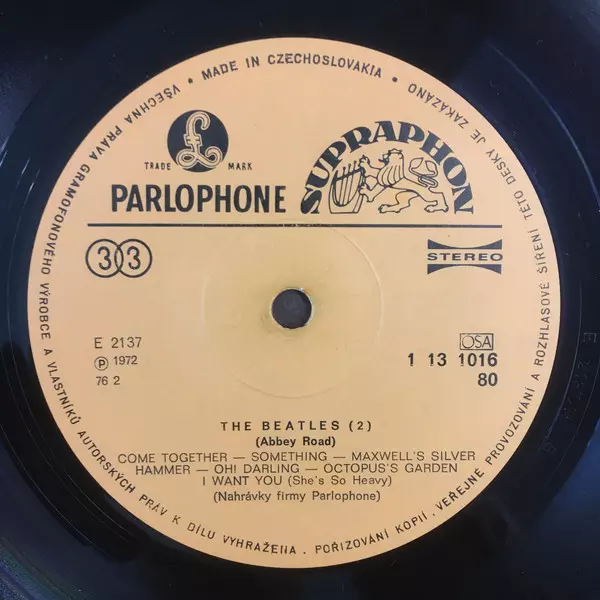 VŠECHNA PRÁVA GRAMOFONOVÉHO VÝROBCE A VLASTNÍKŮ AUTORSKÝCH PRÁV K DÍLU VYHRAŽENA. POŘIZOVÁNÍ KOPIÍ, VEŘEJNÉ PROVOZOVÁNÍ A ROZHLASOVÉ ŠÍŘENÍ TÉTO DESKY JE ZAKÁZÁNO
• MADE IN CZECHOSLOVAKIA •
£
TRADE MARK
PARLOPHONE
SUPRAPHON
33
STEREO
E 2137
Ⓟ 1972
76 2
OSA
1 13 1016
80
THE BEATLES (2)
(Abbey Road)
COME TOGETHER — SOMETHING — MAXWELL'S SILVER
HAMMER — OH! DARLING — OCTOPUS'S GARDEN
I WANT YOU (She's So Heavy)
(Nahrávky firmy Parlophone)